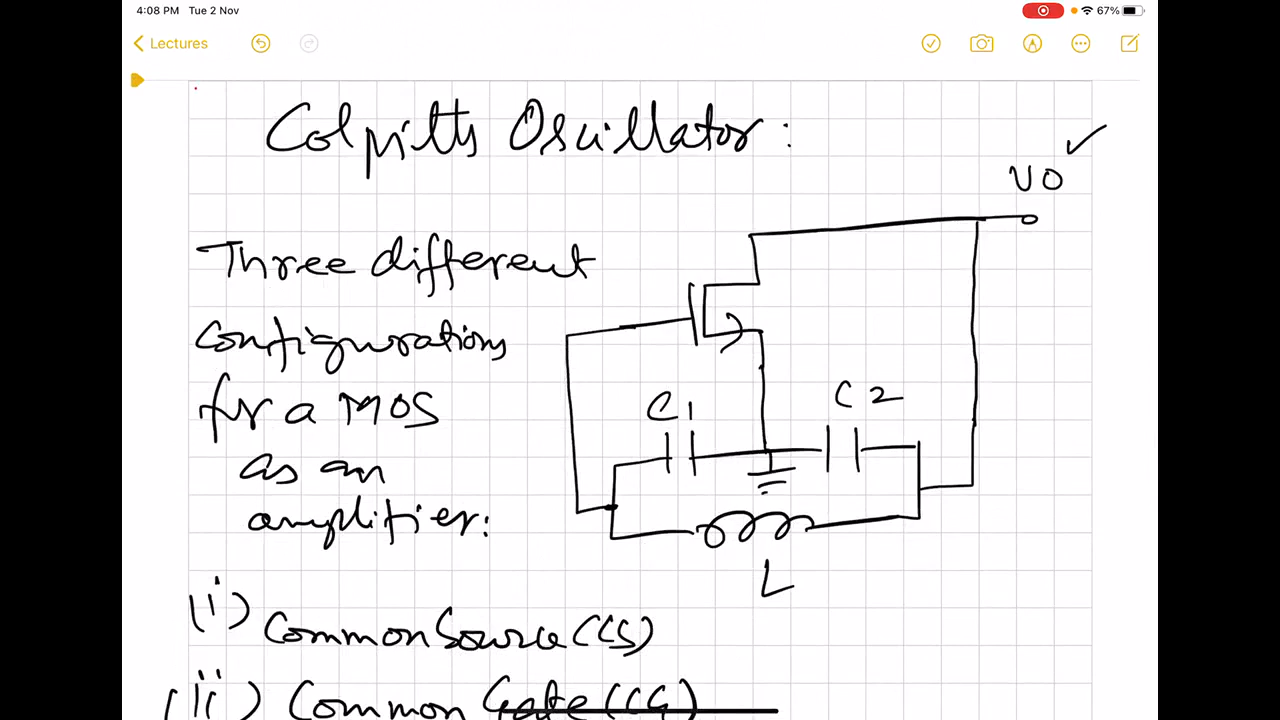 4:08 PM Tue 2 Nov
67%
Lectures
Colpitts Oscillator:
VO
Three different
configurations
for a MOS
as an
amplifier:
C1
C2
L
(i) Common Source (CS)
(ii) Common Gate (CG)